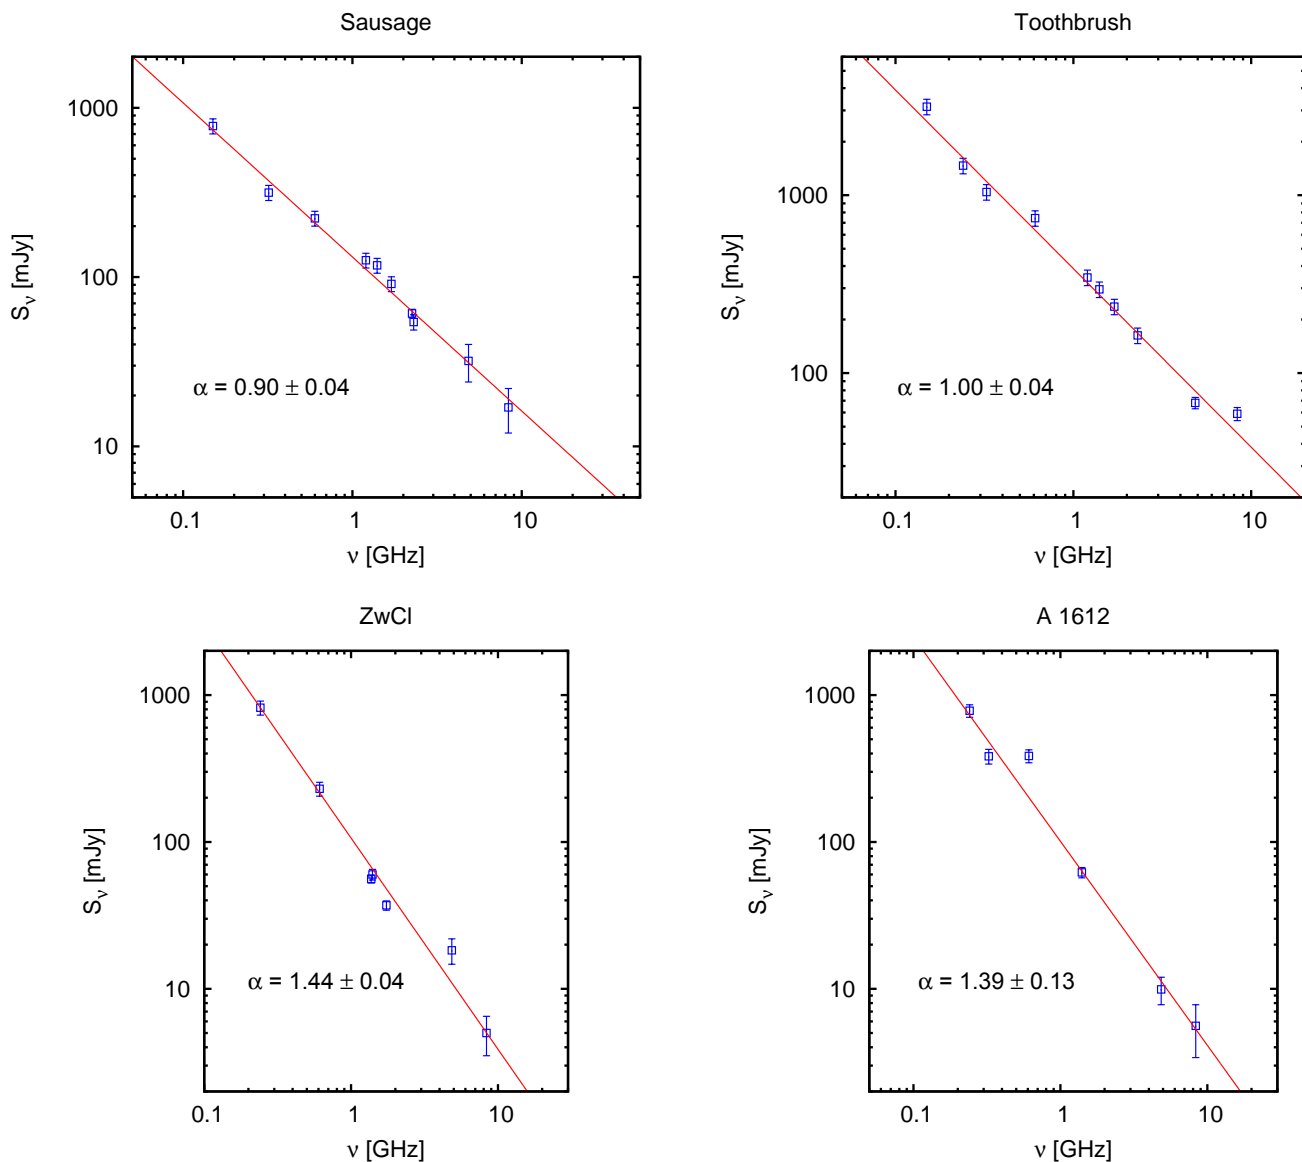 Sausage
1000
100
10
S_ν [mJy]
α = 0.90 ± 0.04
0.1 1 10
ν [GHz]
Toothbrush
1000
100
S_ν [mJy]
α = 1.00 ± 0.04
0.1 1 10
ν [GHz]
ZwCl
1000
100
10
S_ν [mJy]
α = 1.44 ± 0.04
0.1 1 10
ν [GHz]
A 1612
1000
100
10
S_ν [mJy]
α = 1.39 ± 0.13
0.1 1 10
ν [GHz]